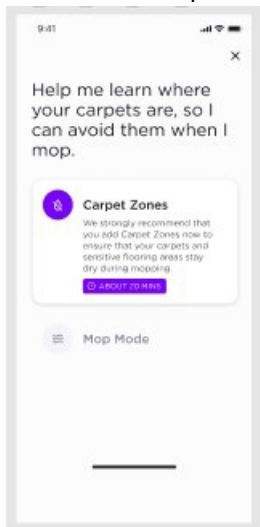 9:41
Help me learn where
your carpets are, so I
can avoid them when I
mop.
Carpet Zones
We strongly recommend that
you add Carpet Zones now to
ensure that your carpets and
sensitive flooring areas stay
dry during mopping
ABOUT 20 MINS
Mop Mode